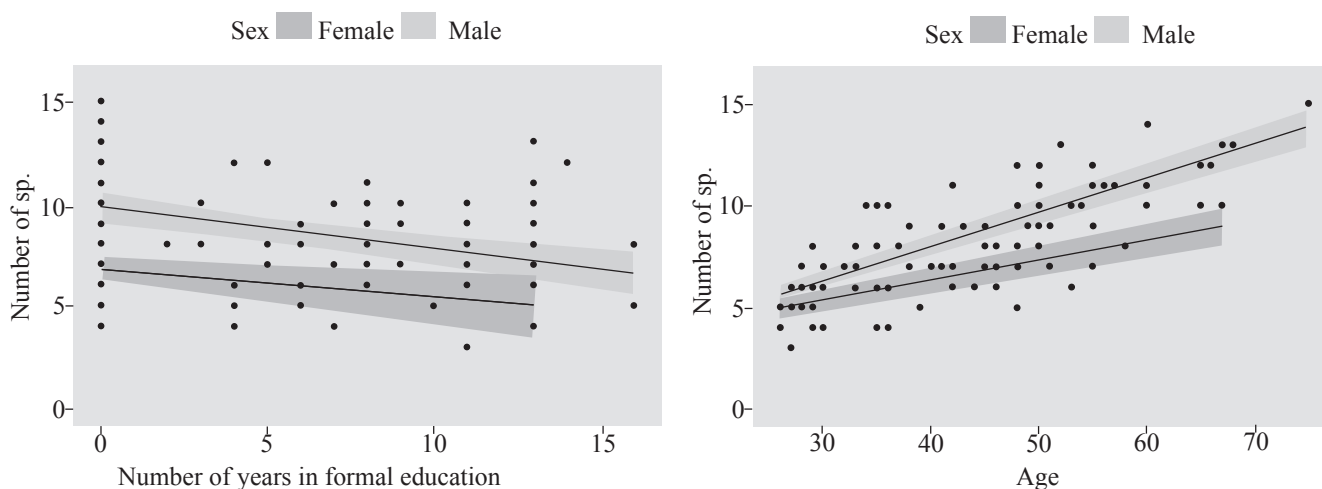 Sex Female Male
Number of sp.
15
10
5
0
0 5 10 15
Number of years in formal education
Sex Female Male
Number of sp.
15
10
5
0
30 40 50 60 70
Age